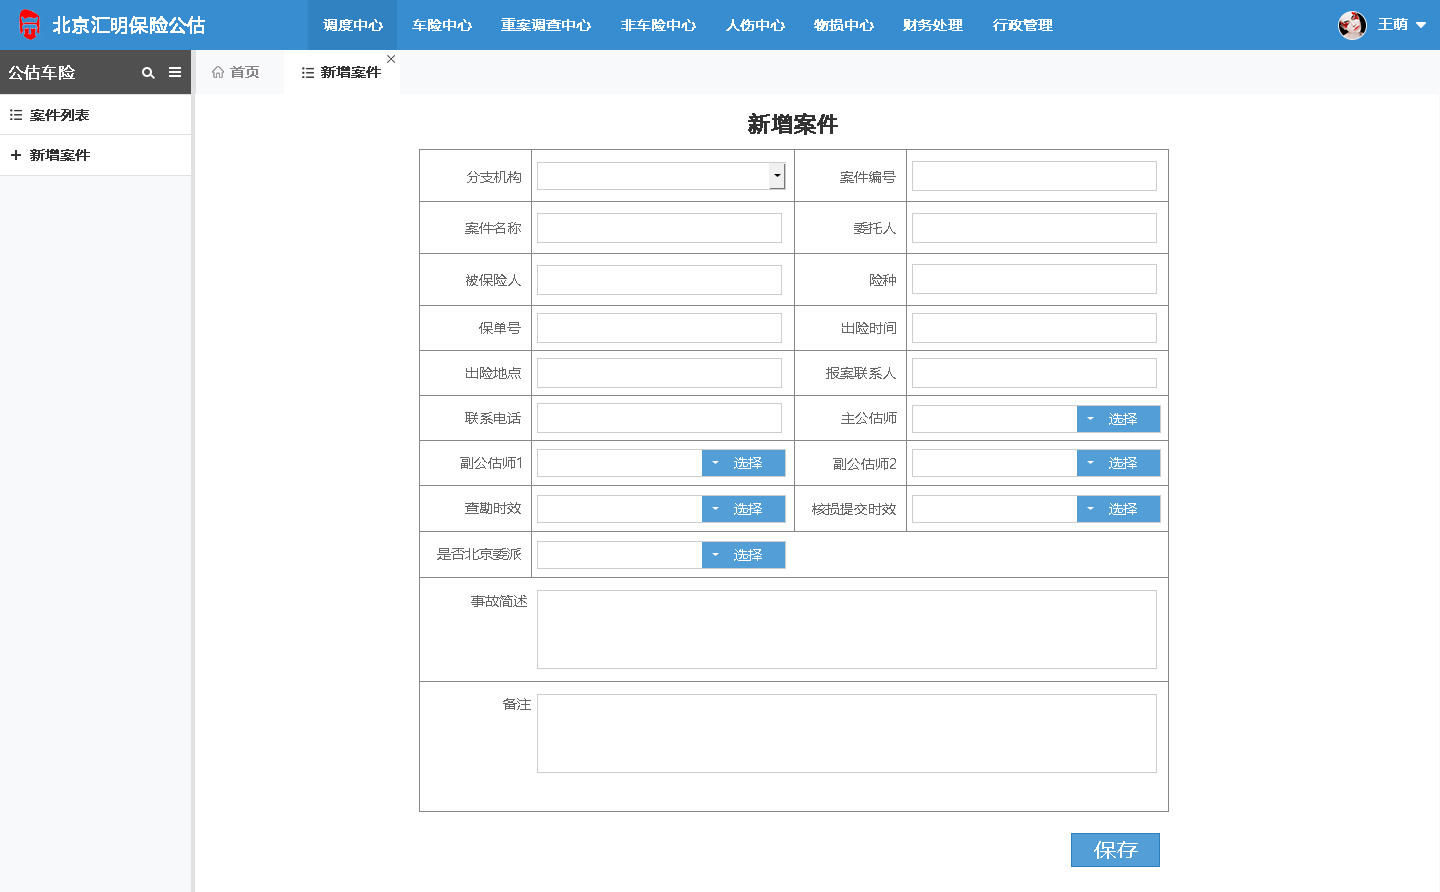 北京汇明保险公估
调度中心 车险中心 重案调查中心 非车险中心 人伤中心 物损中心 财务处理 行政管理
王萌
公估车险
首页
新增案件
案件列表
新增案件
新增案件
分支机构 案件编号
案件名称 委托人
被保险人 险种
保单号 出险时间
出险地点 报案联系人
联系电话 主公估师 选择
副公估师1 选择 副公估师2 选择
查勘时效 选择 核损提交时效 选择
是否北京委派 选择
事故简述
备注
保存